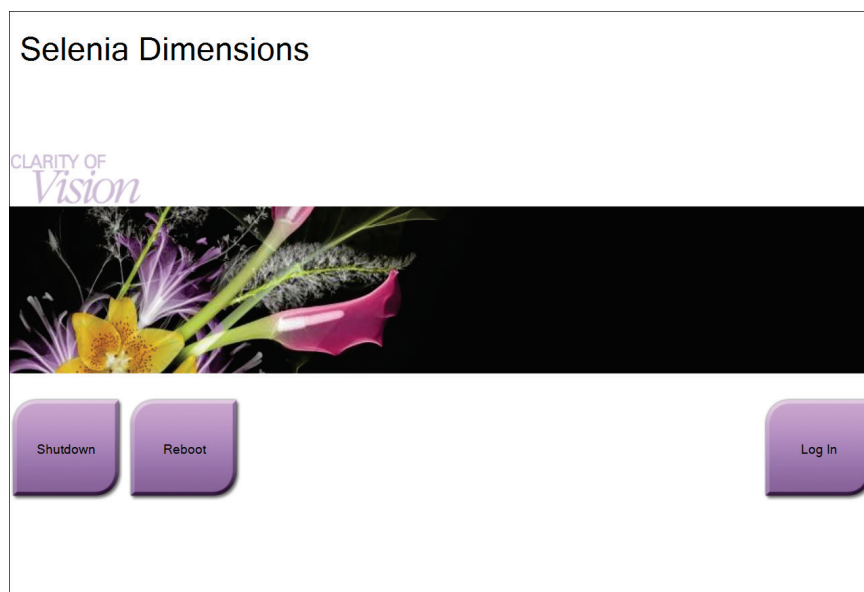 Selenia Dimensions
CLARITY OF
Vision
Shutdown
Reboot
Log In